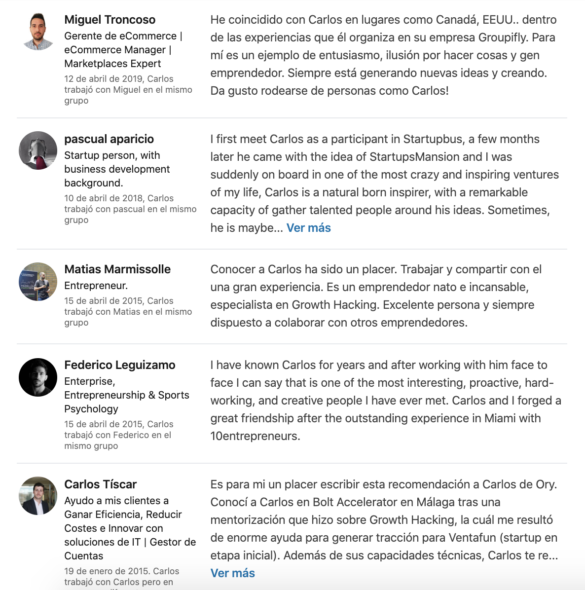 Miguel Troncoso
Gerente de eCommerce |
eCommerce Manager |
Marketplaces Expert
12 de abril de 2019, Carlos
trabajó con Miguel en el mismo
grupo
He coincidido con Carlos en lugares como Canadá, EEUU.. dentro
de las experiencias que él organiza en su empresa Groupifly. Para
mí es un ejemplo de entusiasmo, ilusión por hacer cosas y gen
emprendedor. Siempre está generando nuevas ideas y creando.
Da gusto rodearse de personas como Carlos!
pascual aparicio
Startup person, with
business development
background.
10 de abril de 2018, Carlos
trabajó con pascual en el mismo
grupo
I first meet Carlos as a participant in Startupbus, a few months
later he came with the idea of StartupsMansion and I was
suddenly on board in one of the most crazy and inspiring ventures
of my life, Carlos is a natural born inspirer, with a remarkable
capacity of gather talented people around his ideas. Sometimes,
he is maybe... Ver más
Matias Marmissolle
Entrepreneur.
15 de abril de 2015, Carlos
trabajó con Matias en el mismo
grupo
Conocer a Carlos ha sido un placer. Trabajar y compartir con el
una gran experiencia. Es un emprendedor nato e incansable,
especialista en Growth Hacking. Excelente persona y siempre
dispuesto a colaborar con otros emprendedores.
Federico Leguizamo
Enterprise,
Entrepreneurship & Sports
Psychology
15 de abril de 2015, Carlos
trabajó con Federico en el
mismo grupo
I have known Carlos for years and after working with him face to
face I can say that is one of the most interesting, proactive, hard-
working, and creative people I have ever met. Carlos and I forged a
great friendship after the outstanding experience in Miami with
10entrepreneurs.
Carlos Tíscar
Ayudo a mis clientes a
Ganar Eficiencia, Reducir
Costes e Innovar con
soluciones de IT | Gestor de
Cuentas
19 de enero de 2015. Carlos
trabajó con Carlos pero en
Es para mi un placer escribir esta recomendación a Carlos de Ory.
Conocí a Carlos en Bolt Accelerator en Málaga tras una
mentorización que hizo sobre Growth Hacking, la cuál me resultó
de enorme ayuda para generar tracción para Ventafun (startup en
etapa inicial). Además de sus capacidades técnicas, Carlos te re...
Ver más